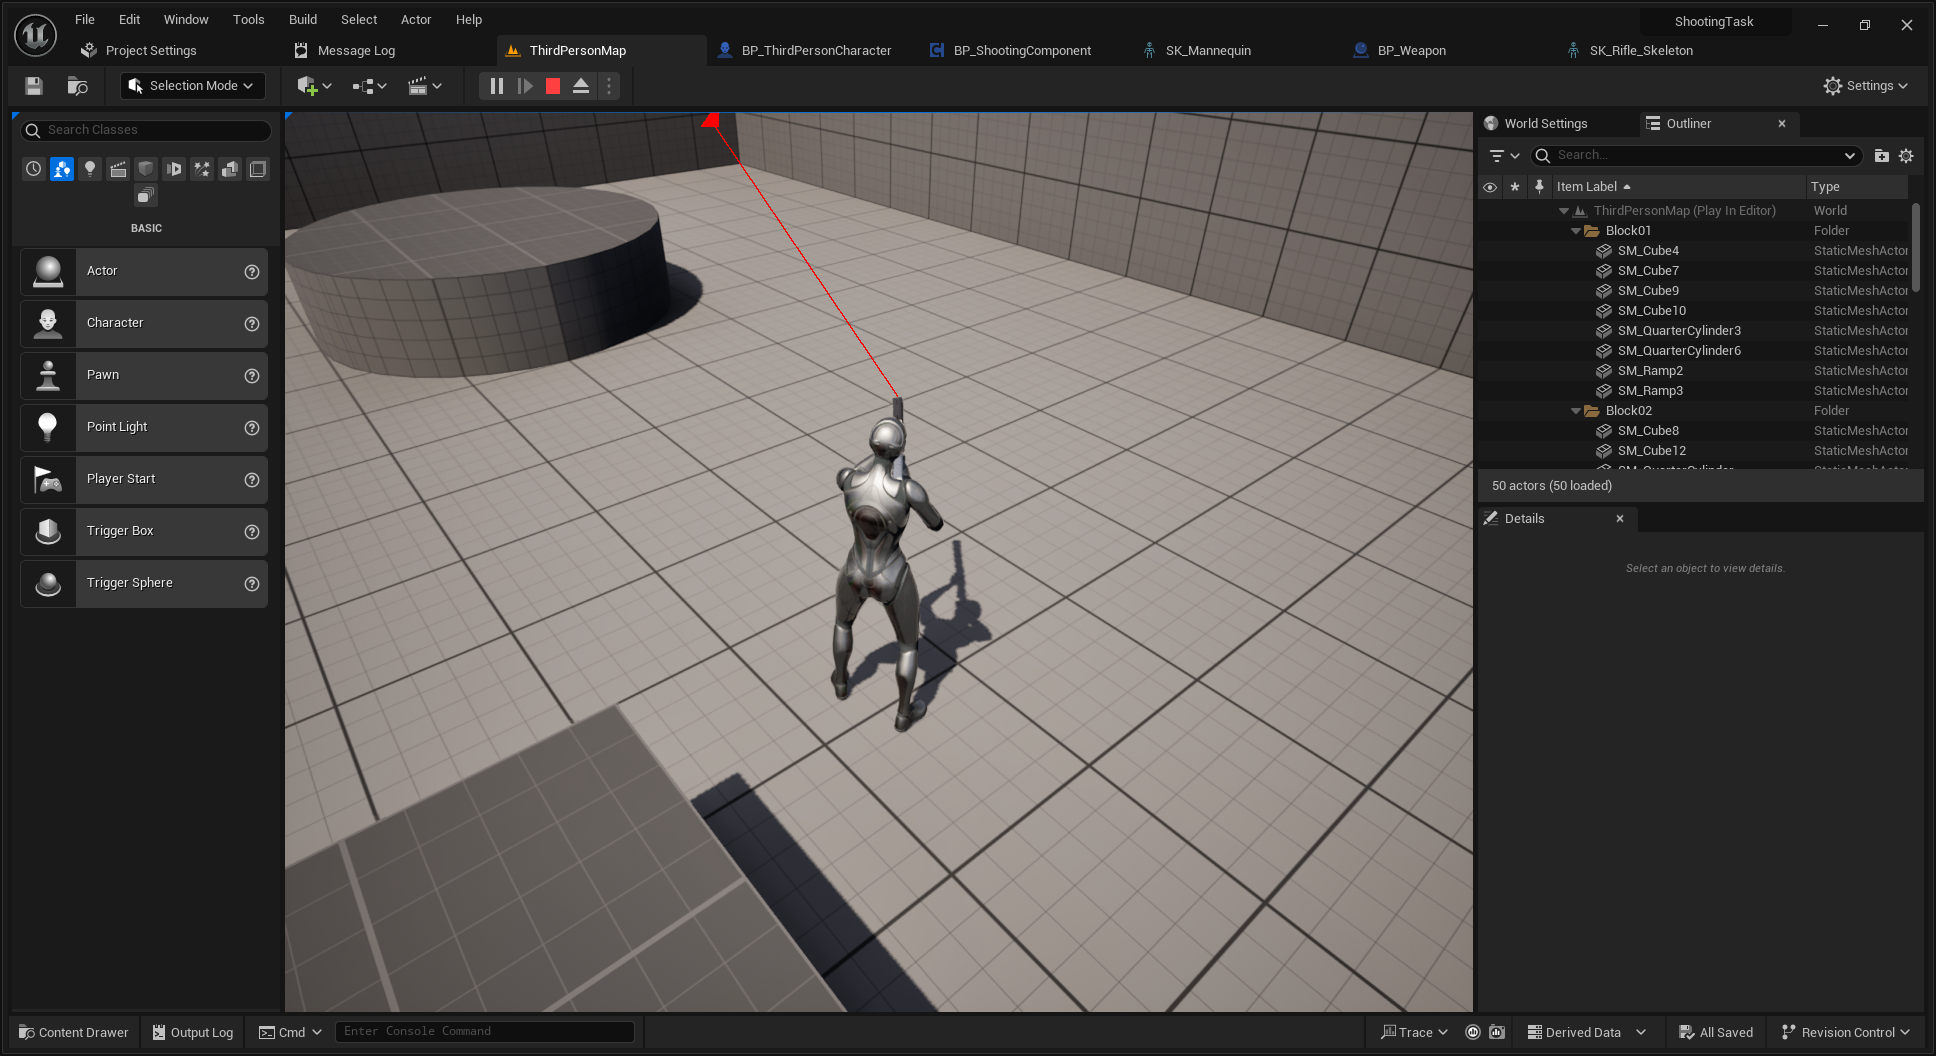 File Edit Window Tools Build Select Actor Help
ShootingTask
Project Settings
Message Log
ThirdPersonMap
BP_ThirdPersonCharacter
BP_ShootingComponent
SK_Mannequin
BP_Weapon
SK_Rifle_Skeleton
Selection Mode
Settings
Search Classes
BASIC
Actor
Character
Pawn
Point Light
Player Start
Trigger Box
Trigger Sphere
World Settings
Outliner
Search...
Item Label Type
ThirdPersonMap (Play In Editor) World
Block01 Folder
SM_Cube4 StaticMeshActor
SM_Cube7 StaticMeshActor
SM_Cube9 StaticMeshActor
SM_Cube10 StaticMeshActor
SM_QuarterCylinder3 StaticMeshActor
SM_QuarterCylinder6 StaticMeshActor
SM_Ramp2 StaticMeshActor
SM_Ramp3 StaticMeshActor
Block02 Folder
SM_Cube8 StaticMeshActor
SM_Cube12 StaticMeshActor
50 actors (50 loaded)
Details
Select an object to view details.
Content Drawer
Output Log
Cmd
Enter Console Command
Trace
Derived Data
All Saved
Revision Control